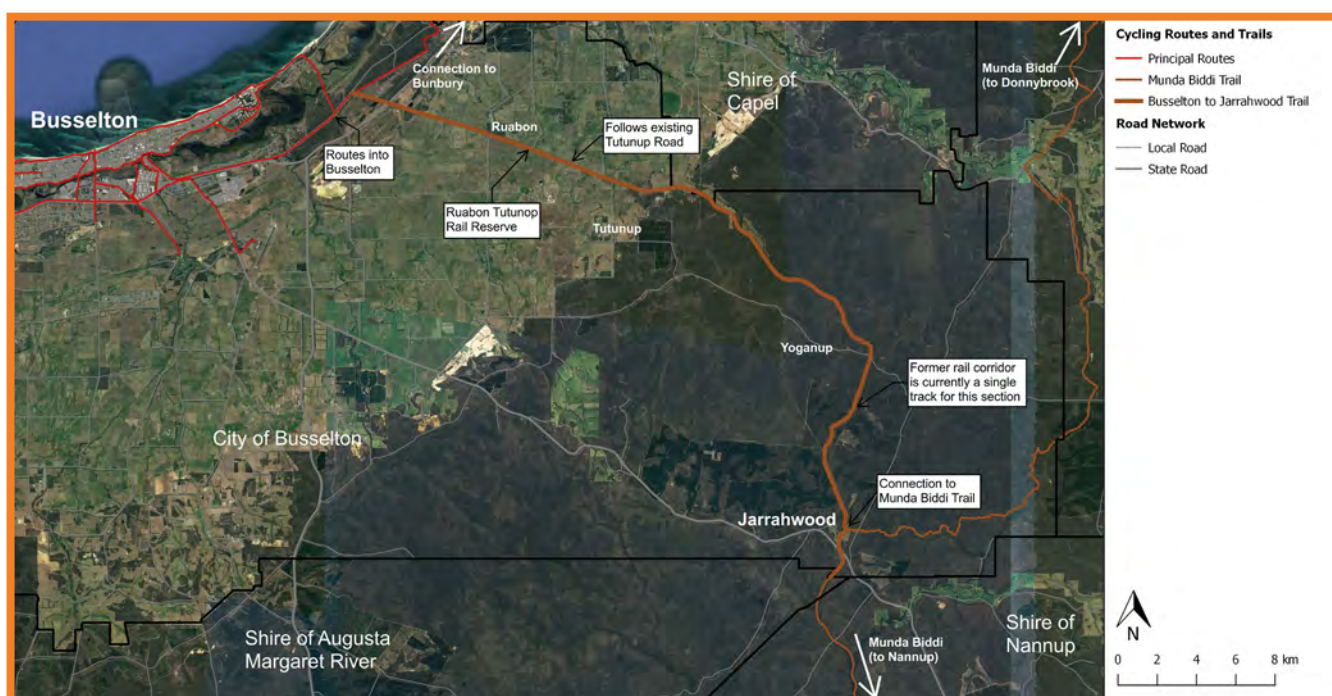 Connection to
Bunbury
Shire of
Capel
Munda Biddi
(to Donnybrook)
Busselton
Ruabon
Follows existing
Tutunup Road
Routes into
Busselton
Ruabon Tutunop
Rail Reserve
Tutunup
Yoganup
Former rail corridor
is currently a single
track for this section
City of Busselton
Connection to
Munda Biddi Trail
Jarrahwood
Shire of Augusta
Margaret River
Munda Biddi
(to Nannup)
Shire of
Nannup
Cycling Routes and Trails
Principal Routes
Munda Biddi Trail
Busselton to Jarrahwood Trail
Road Network
Local Road
State Road
N
0 2 4 6 8 km